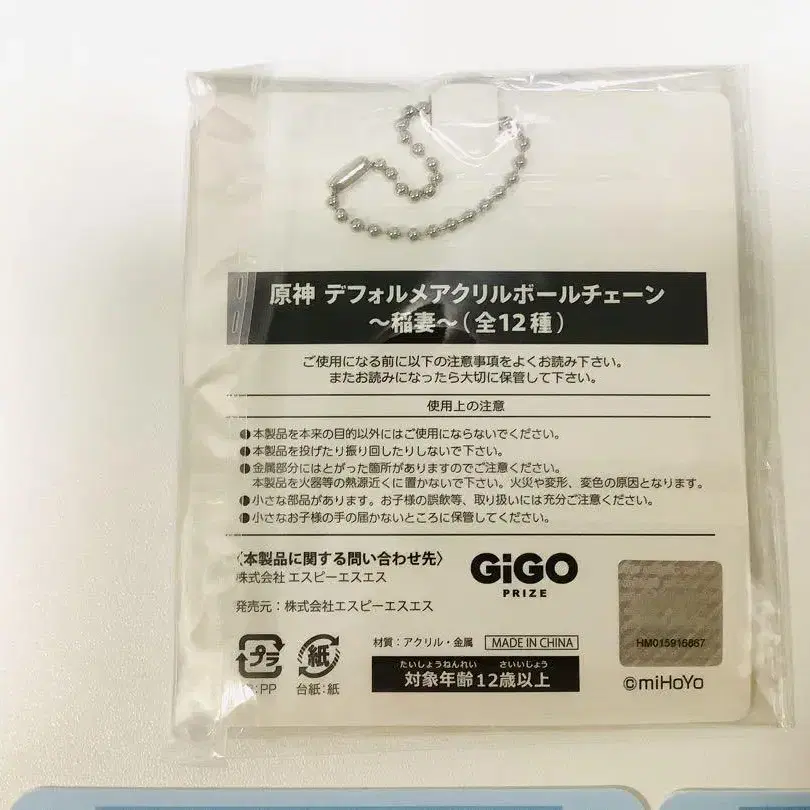 原神 デフォルメアクリルボールチェーン
～稲妻～(全12種)
ご使用になる前に以下の注意事項をよくお読み下さい。
またお読みになったら大切に保管して下さい。
使用上の注意
●本製品を本来の目的以外にはご使用にならないでください。
●本製品を投げたり振り回したりしないで下さい。
●金属部分にはとがった箇所がありますのでご注意ください。
本製品を火器等の熱源近くに置かないで下さい。火災や変形、変色の原因となります。
●小さな部品があります。お子様の誤飲等、取り扱いには充分ご注意ください。
●小さなお子様の手の届かないところに保管してください。
〈本製品に関する問い合わせ先〉
株式会社 エスピーエスエス
発売元：株式会社エスピーエスエス
GiGO
PRIZE
HM015916867
©miHoYo
プラ
:PP
紙
台紙:紙
材質：アクリル・金属 MADE IN CHINA
たいしょうねんれい さいいじょう
対象年齢12歳以上